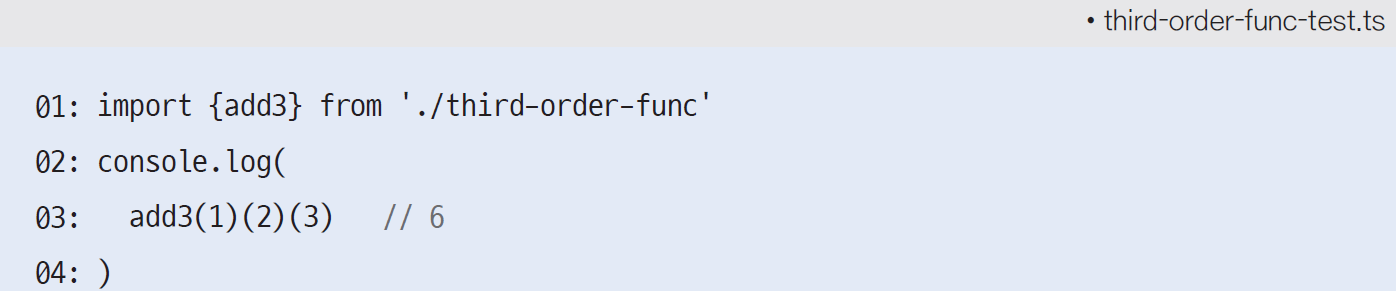 • third-order-func-test.ts
01: import {add3} from './third-order-func'
02: console.log(
03:   add3(1)(2)(3)   // 6
04: )